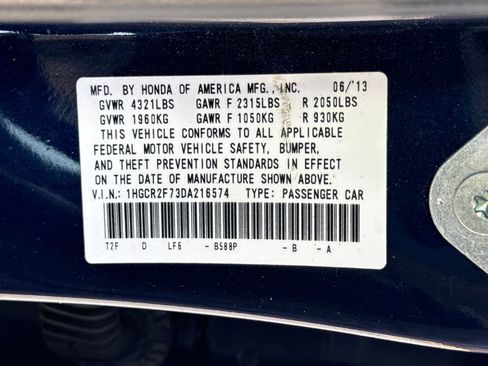 MFD. BY HONDA OF AMERICA MFG., INC. 06/'13
GVWR 4321LBS GAWR F 2315LBS R 2050LBS
GVWR 1960KG GAWR F 1050KG R 930KG
THIS VEHICLE CONFORMS TO ALL APPLICABLE
FEDERAL MOTOR VEHICLE SAFETY, BUMPER,
AND THEFT PREVENTION STANDARDS IN EFFECT
ON THE DATE OF MANUFACTURE SHOWN ABOVE.
V.I.N.: 1HGCR2F73DA216574 TYPE: PASSENGER CAR
T2F D LF6 -B588P -B -A